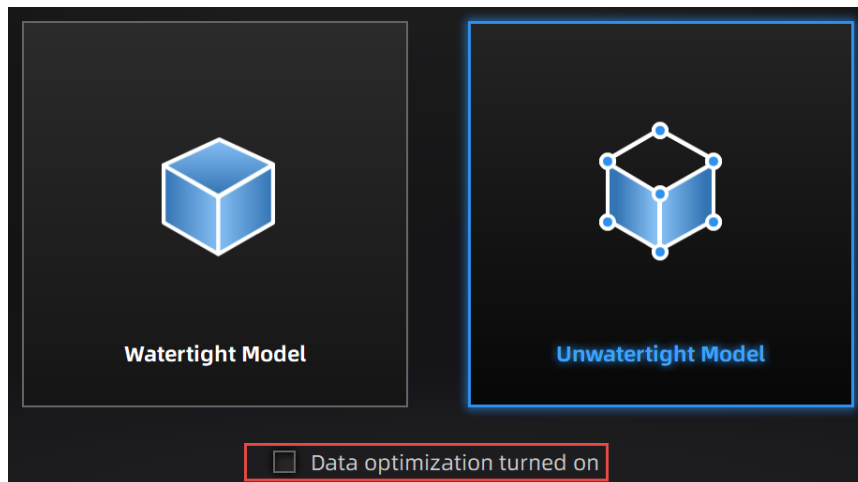 Watertight Model
Unwatertight Model
Data optimization turned on